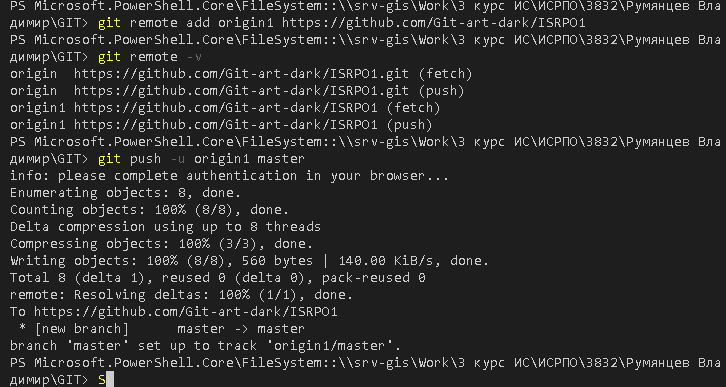 PS Microsoft.PowerShell.Core\FileSystem::\\srv-gis\Work\3 курс ИС\ИСРПО\3832\Румянцев Вла
димир\GIT> git remote add origin1 https://github.com/Git-art-dark/ISRPO1
PS Microsoft.PowerShell.Core\FileSystem::\\srv-gis\Work\3 курс ИС\ИСРПО\3832\Румянцев Вла
димир\GIT> git remote -v
origin  https://github.com/Git-art-dark/ISRPO1.git (fetch)
origin  https://github.com/Git-art-dark/ISRPO1.git (push)
origin1 https://github.com/Git-art-dark/ISRPO1 (fetch)
origin1 https://github.com/Git-art-dark/ISRPO1 (push)
PS Microsoft.PowerShell.Core\FileSystem::\\srv-gis\Work\3 курс ИС\ИСРПО\3832\Румянцев Вла
димир\GIT> git push -u origin1 master
info: please complete authentication in your browser...
Enumerating objects: 8, done.
Counting objects: 100% (8/8), done.
Delta compression using up to 8 threads
Compressing objects: 100% (3/3), done.
Writing objects: 100% (8/8), 560 bytes | 140.00 KiB/s, done.
Total 8 (delta 1), reused 0 (delta 0), pack-reused 0
remote: Resolving deltas: 100% (1/1), done.
To https://github.com/Git-art-dark/ISRPO1
 * [new branch]      master -> master
branch 'master' set up to track 'origin1/master'.
PS Microsoft.PowerShell.Core\FileSystem::\\srv-gis\Work\3 курс ИС\ИСРПО\3832\Румянцев Вла
димир\GIT> S